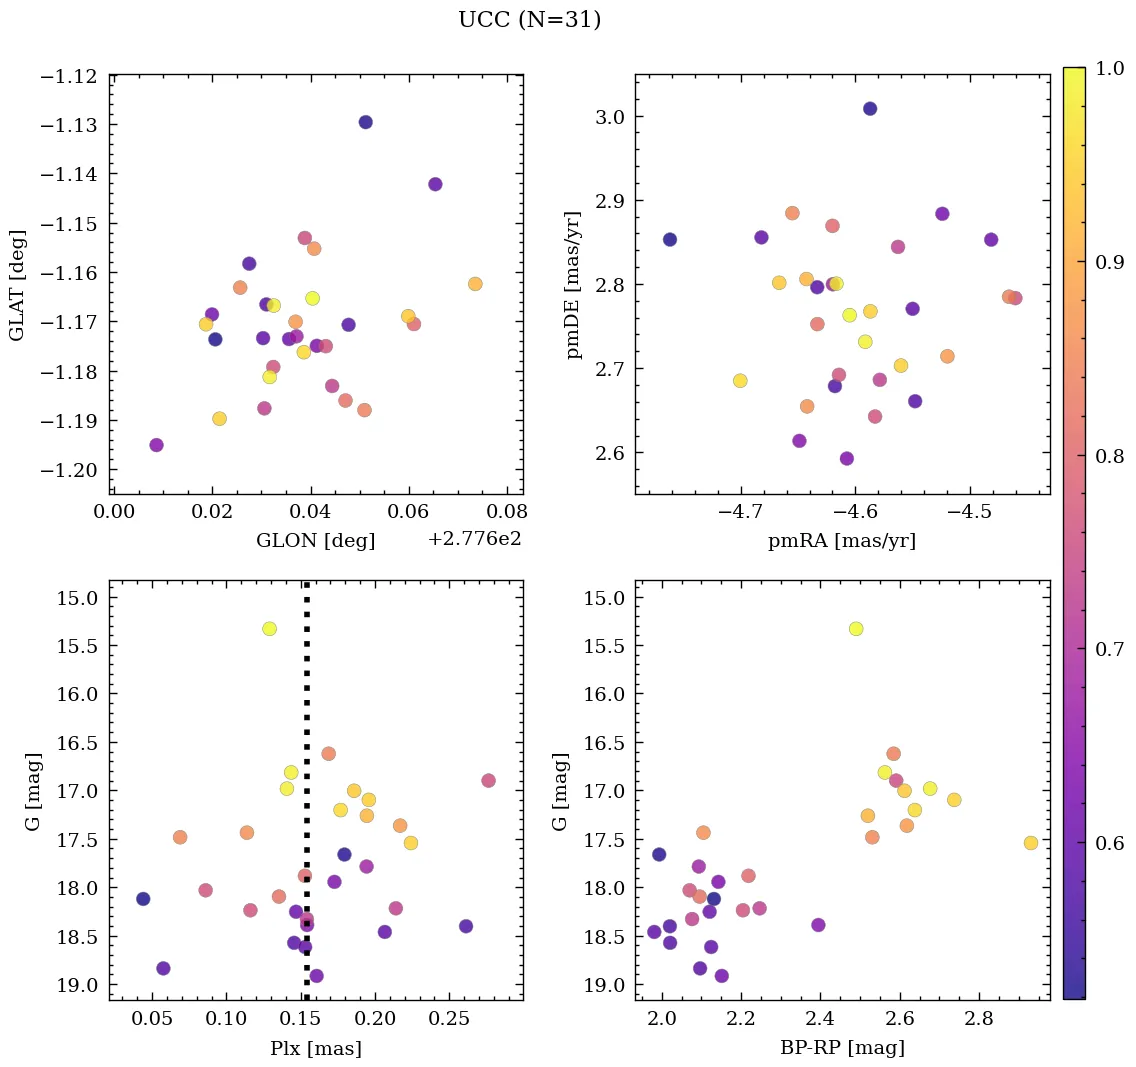 UCC (N=31)
−1.12
−1.13
−1.14
−1.15
−1.16
−1.17
−1.18
−1.19
−1.20
GLAT [deg]
0.00 0.02 0.04 0.06 0.08
GLON [deg] +2.776e2
3.0
2.9
2.8
2.7
2.6
pmDE [mas/yr]
−4.7 −4.6 −4.5
pmRA [mas/yr]
15.0
15.5
16.0
16.5
17.0
17.5
18.0
18.5
19.0
G [mag]
0.05 0.10 0.15 0.20 0.25
Plx [mas]
15.0
15.5
16.0
16.5
17.0
17.5
18.0
18.5
19.0
G [mag]
2.0 2.2 2.4 2.6 2.8
BP-RP [mag]
1.0
0.9
0.8
0.7
0.6